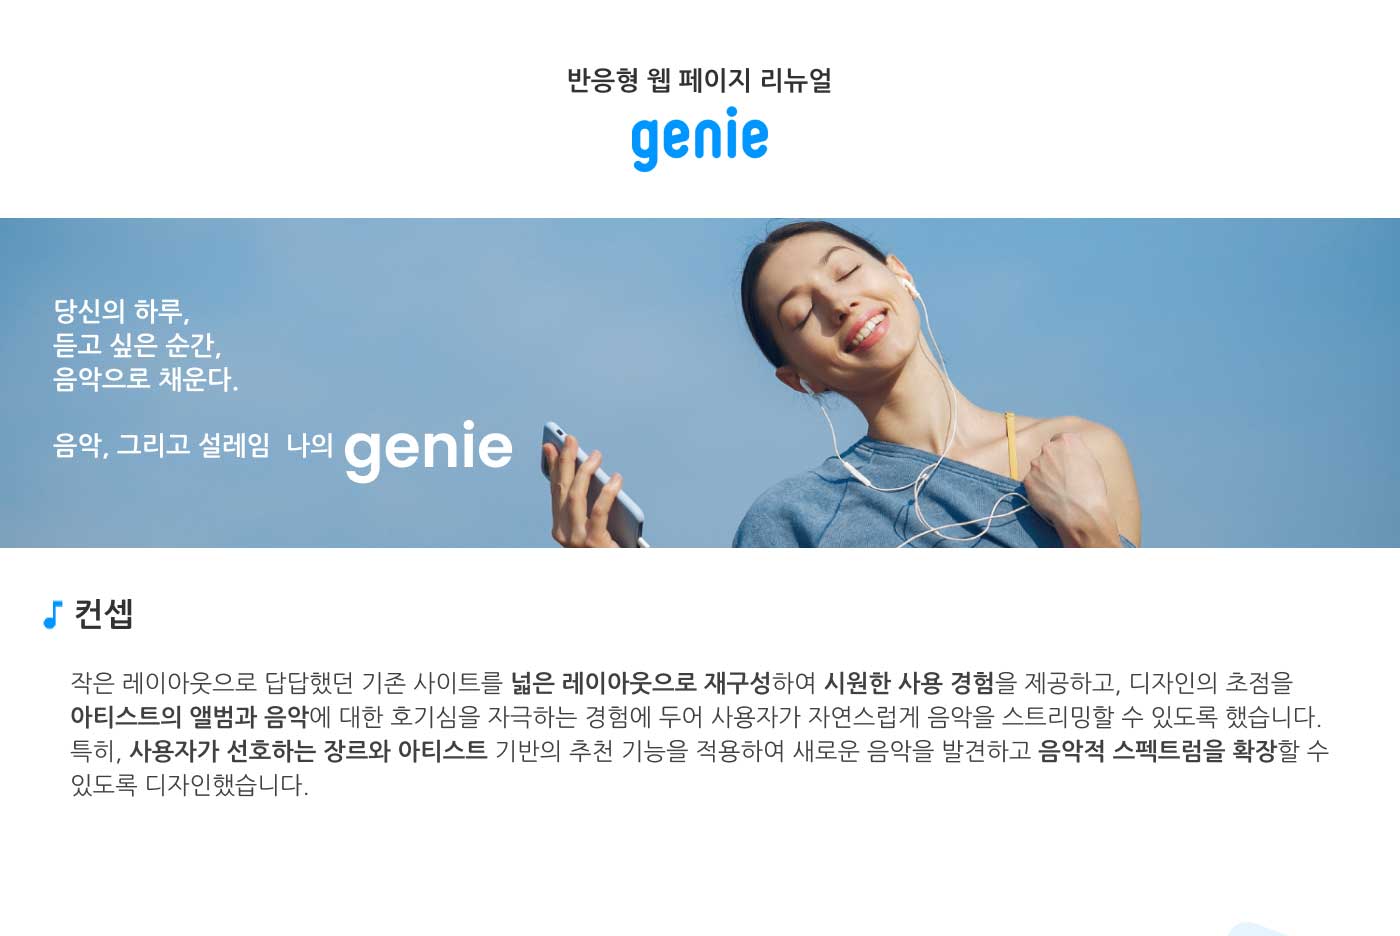 반응형 웹 페이지 리뉴얼
genie
당신의 하루,
듣고 싶은 순간,
음악으로 채운다.
음악, 그리고 설레임 나의 genie
컨셉
작은 레이아웃으로 답답했던 기존 사이트를 넓은 레이아웃으로 재구성하여 시원한 사용 경험을 제공하고, 디자인의 초점을
아티스트의 앨범과 음악에 대한 호기심을 자극하는 경험에 두어 사용자가 자연스럽게 음악을 스트리밍할 수 있도록 했습니다.
특히, 사용자가 선호하는 장르와 아티스트 기반의 추천 기능을 적용하여 새로운 음악을 발견하고 음악적 스펙트럼을 확장할 수
있도록 디자인했습니다.